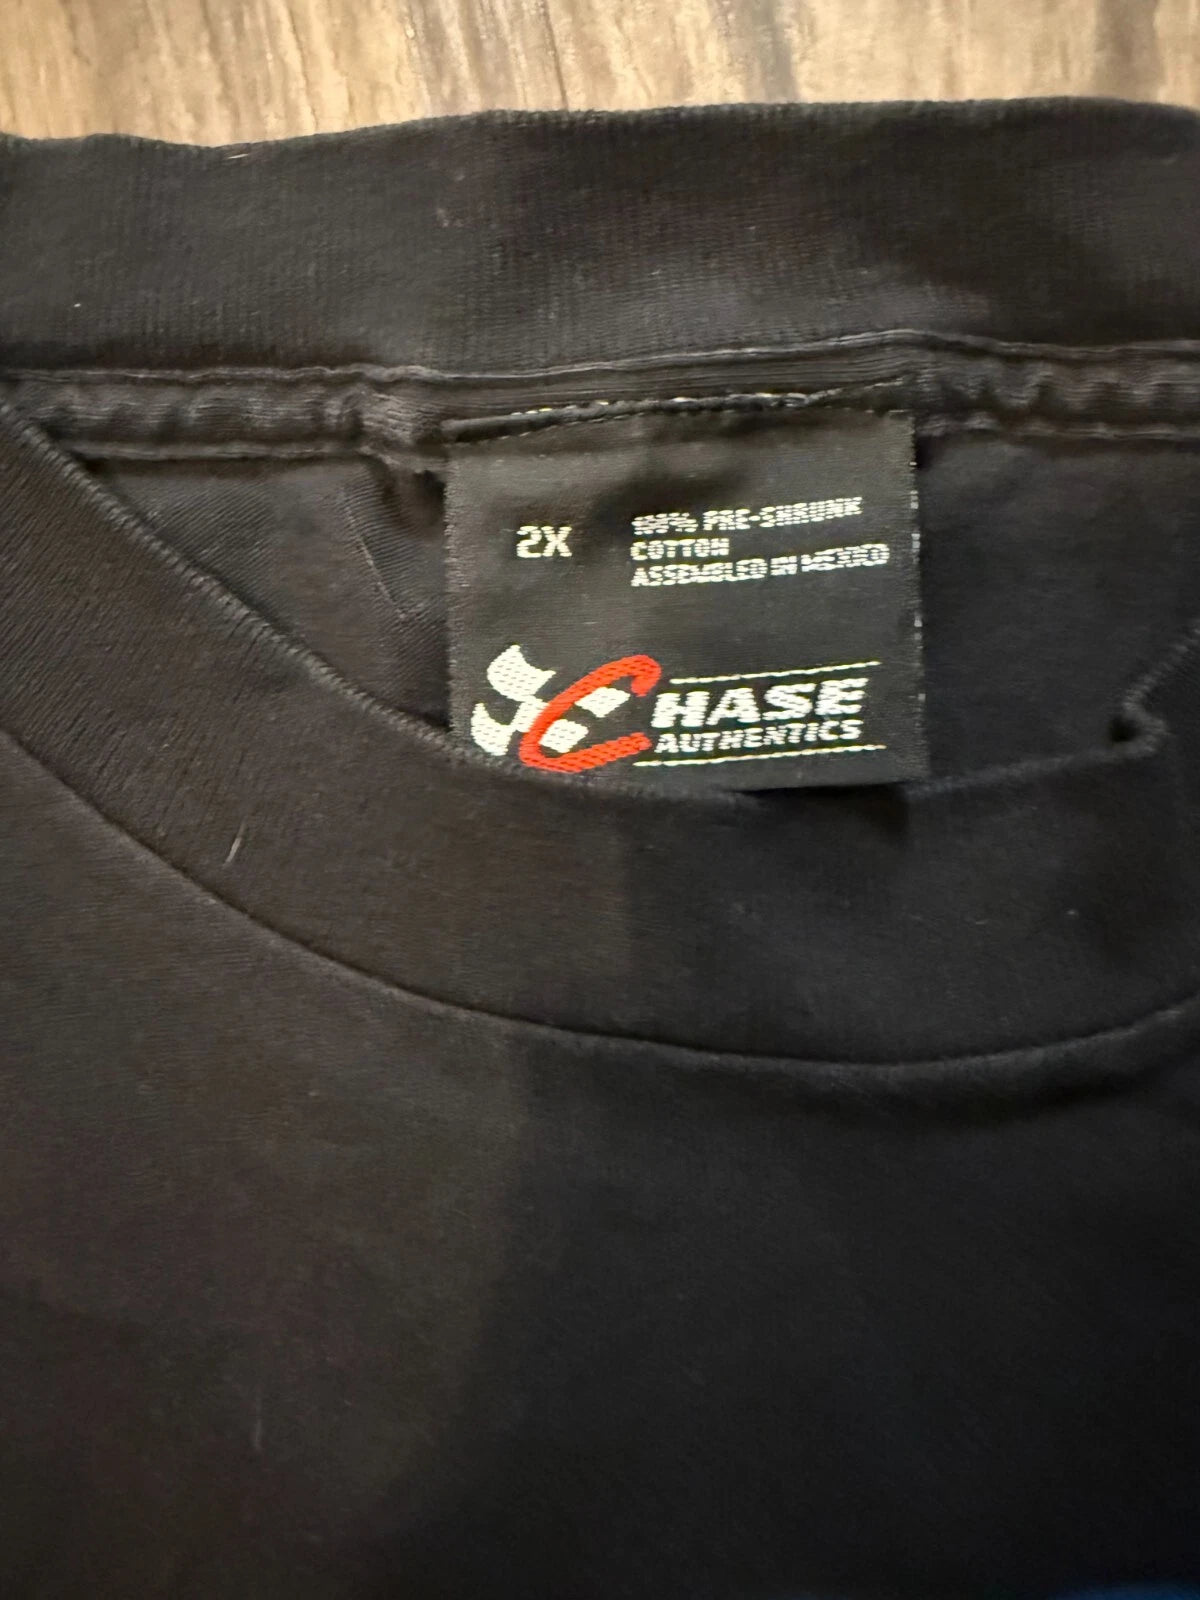 2X
100% PRE-SHRUNK
COTTON
ASSEMBLED IN MEXICO
CHASE
AUTHENTICS